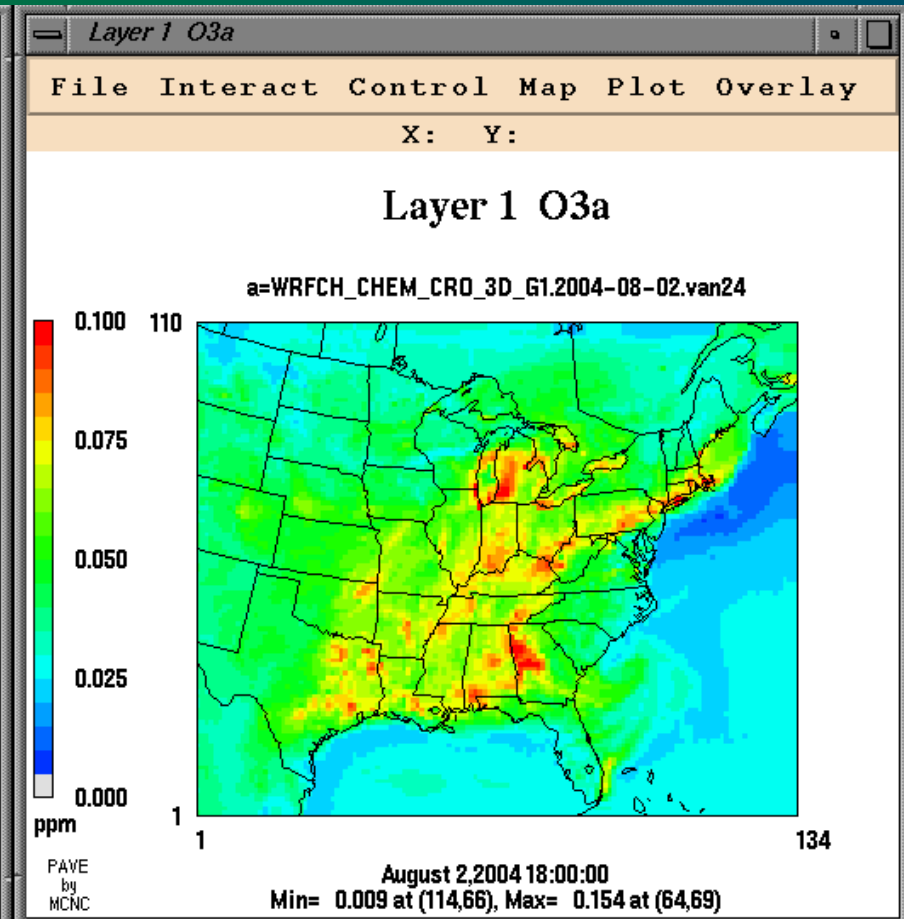 Layer 1 O3a
File Interact Control Map Plot Overlay
X: Y:
Layer 1 O3a
a=WRFCH_CHEM_CRO_3D_G1.2004-08-02.van24
0.100
0.075
0.050
0.025
0.000
ppm
110
1
1
134
PAVE
by
MCNC
August 2,2004 18:00:00
Min= 0.009 at (114,66), Max= 0.154 at (64,69)